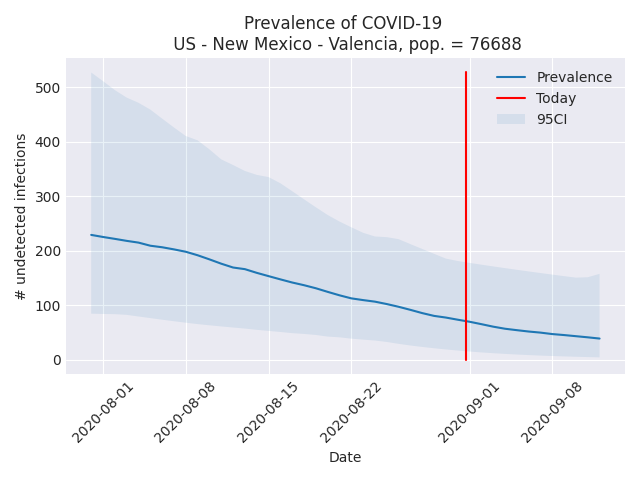 Prevalence of COVID-19
US - New Mexico - Valencia, pop. = 76688
Prevalence
Today
95CI
500
400
300
200
100
0
# undetected infections
2020-08-01
2020-08-08
2020-08-15
2020-08-22
2020-09-01
2020-09-08
Date